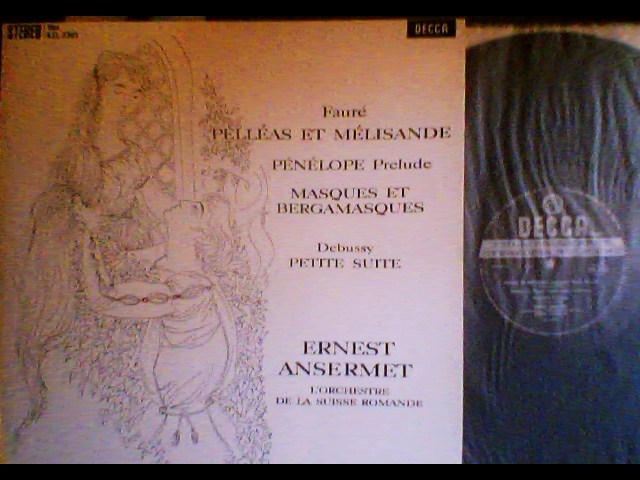 STEREO
DECCA
Fauré
PELLÉAS ET MÉLISANDE
PÉNÉLOPE Prelude
MASQUES ET
BERGAMASQUES
Debussy
PETITE SUITE
ERNEST
ANSERMET
L'ORCHESTRE
DE LA SUISSE ROMANDE
DECCA